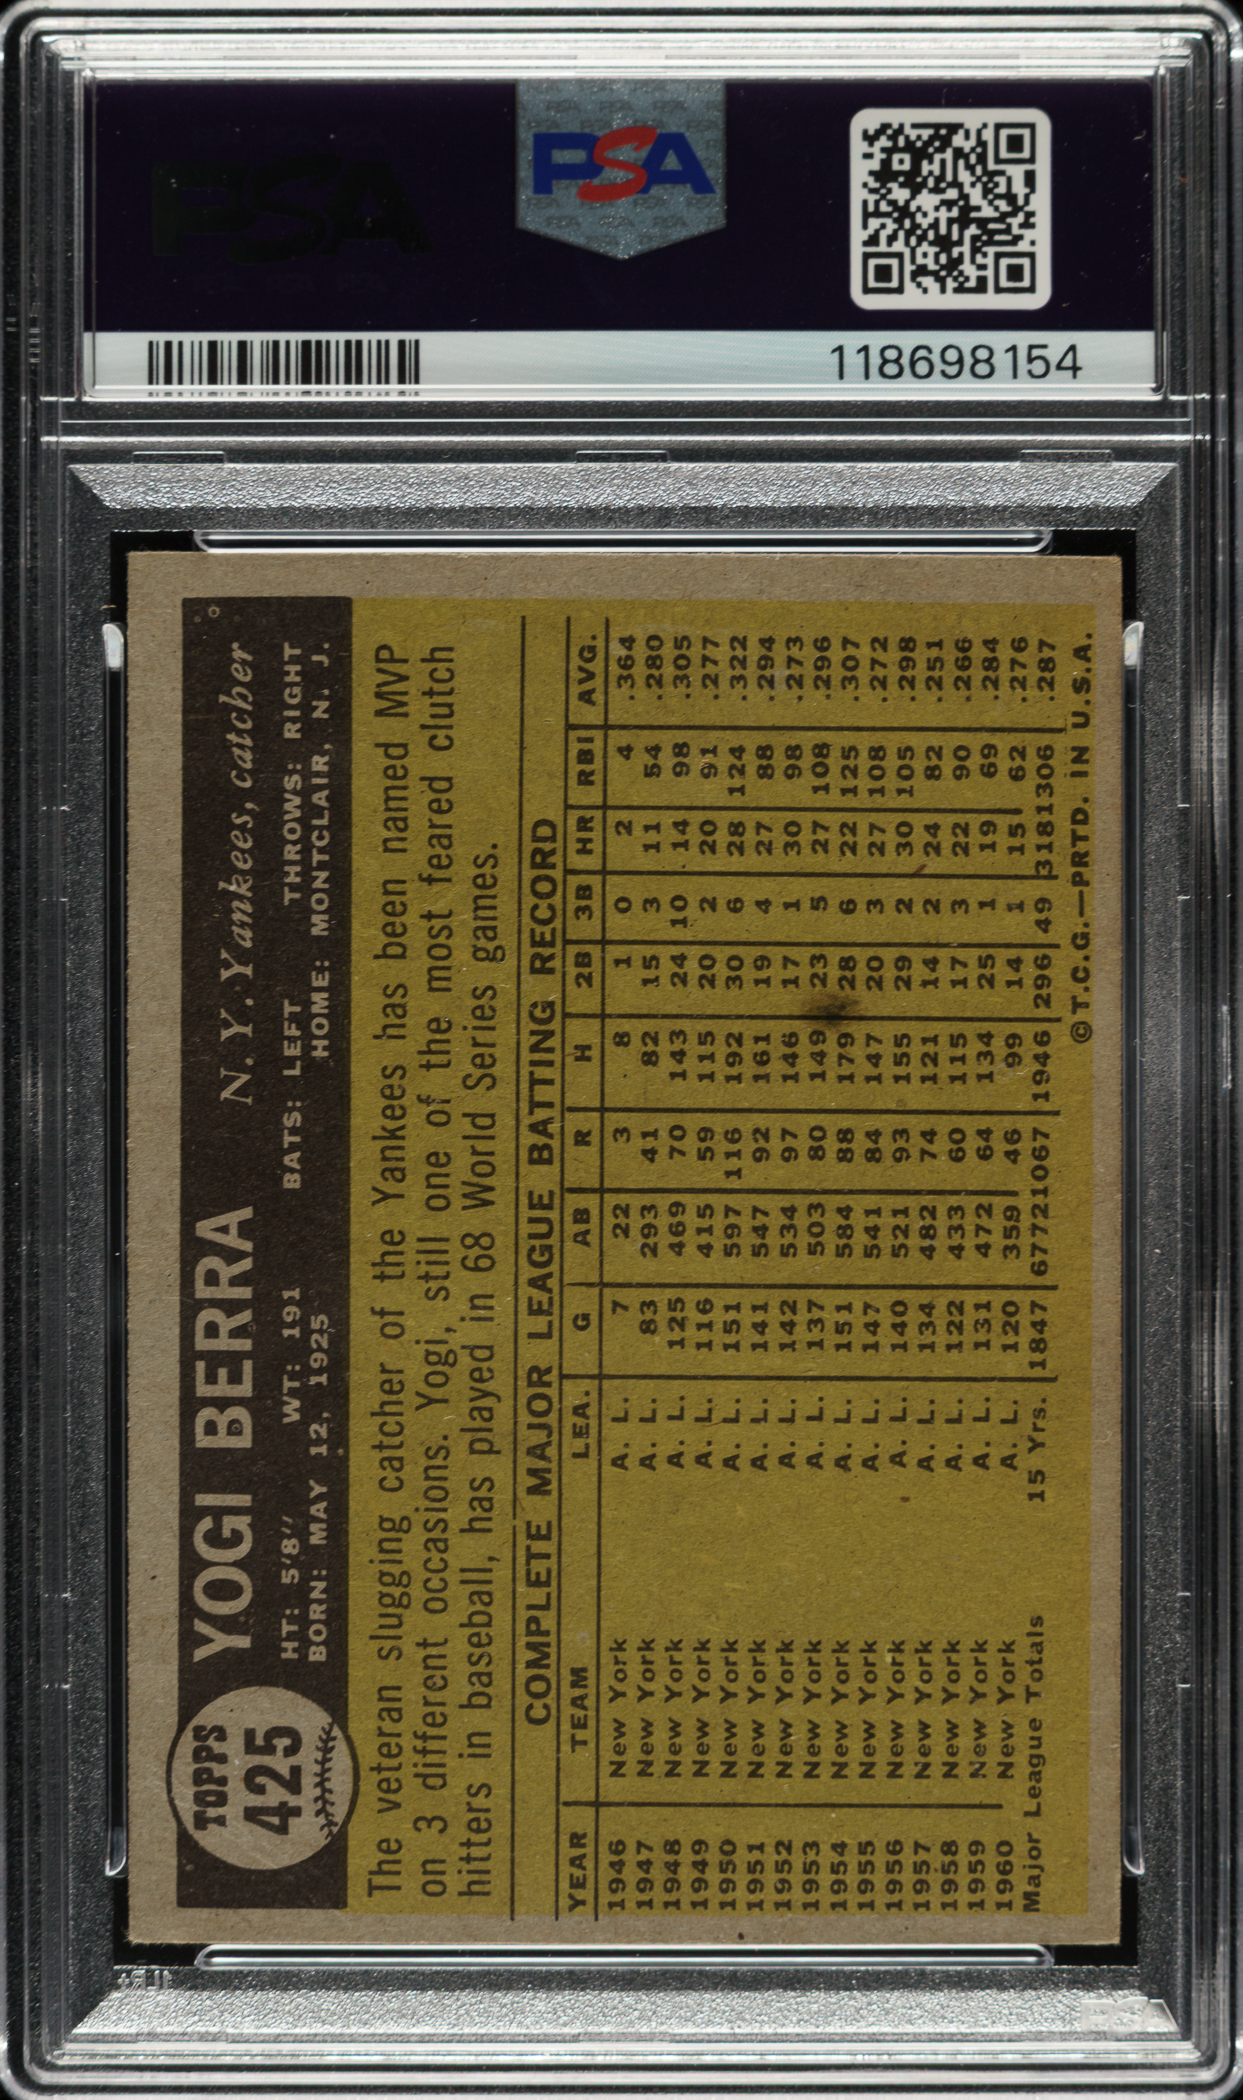 PSA
PSA
118698154
TOPPS
425
YOGI BERRA N. Y. Yankees, catcher
HT: 5'8" WT: 191 BATS: LEFT THROWS: RIGHT
BORN: MAY 12, 1925 HOME: MONTCLAIR, N. J.
The veteran slugging catcher of the Yankees has been named MVP
on 3 different occasions. Yogi, still one of the most feared clutch
hitters in baseball, has played in 68 World Series games.
COMPLETE MAJOR LEAGUE BATTING RECORD
YEAR TEAM LEA. G AB R H 2B 3B HR RBI AVG.
1946 New York A. L. 7 22 3 8 1 0 2 4 .364
1947 New York A. L. 83 293 41 82 15 3 11 54 .280
1948 New York A. L. 125 469 70 143 24 10 14 98 .305
1949 New York A. L. 116 415 59 115 20 2 20 91 .277
1950 New York A. L. 151 597 116 192 30 6 28 124 .322
1951 New York A. L. 141 547 92 161 19 4 27 88 .294
1952 New York A. L. 142 534 97 146 17 1 30 98 .273
1953 New York A. L. 137 503 80 149 23 5 27 108 .296
1954 New York A. L. 151 584 88 179 28 6 22 125 .307
1955 New York A. L. 147 541 84 147 20 3 27 108 .272
1956 New York A. L. 140 521 93 155 29 2 30 105 .298
1957 New York A. L. 134 482 74 121 14 2 24 82 .251
1958 New York A. L. 122 433 60 115 17 3 22 90 .266
1959 New York A. L. 131 472 64 134 25 1 19 69 .284
1960 New York A. L. 120 359 46 99 14 1 15 62 .276
Major League Totals 15 Yrs. 1847 6772 1067 1946 296 49 318 1306 .287
©T.C.G.—PRTD. IN U.S.A.